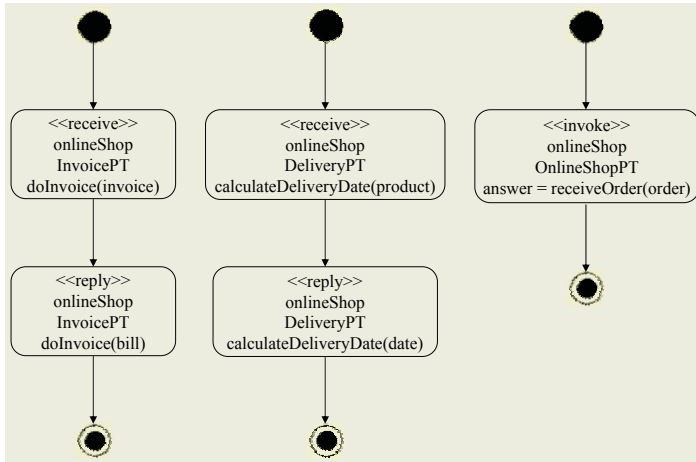 <<receive>>
onlineShop
InvoicePT
doInvoice(invoice)
<<reply>>
onlineShop
InvoicePT
doInvoice(bill)
<<receive>>
onlineShop
DeliveryPT
calculateDeliveryDate(product)
<<reply>>
onlineShop
DeliveryPT
calculateDeliveryDate(date)
<<invoke>>
onlineShop
OnlineShopPT
answer = receiveOrder(order)